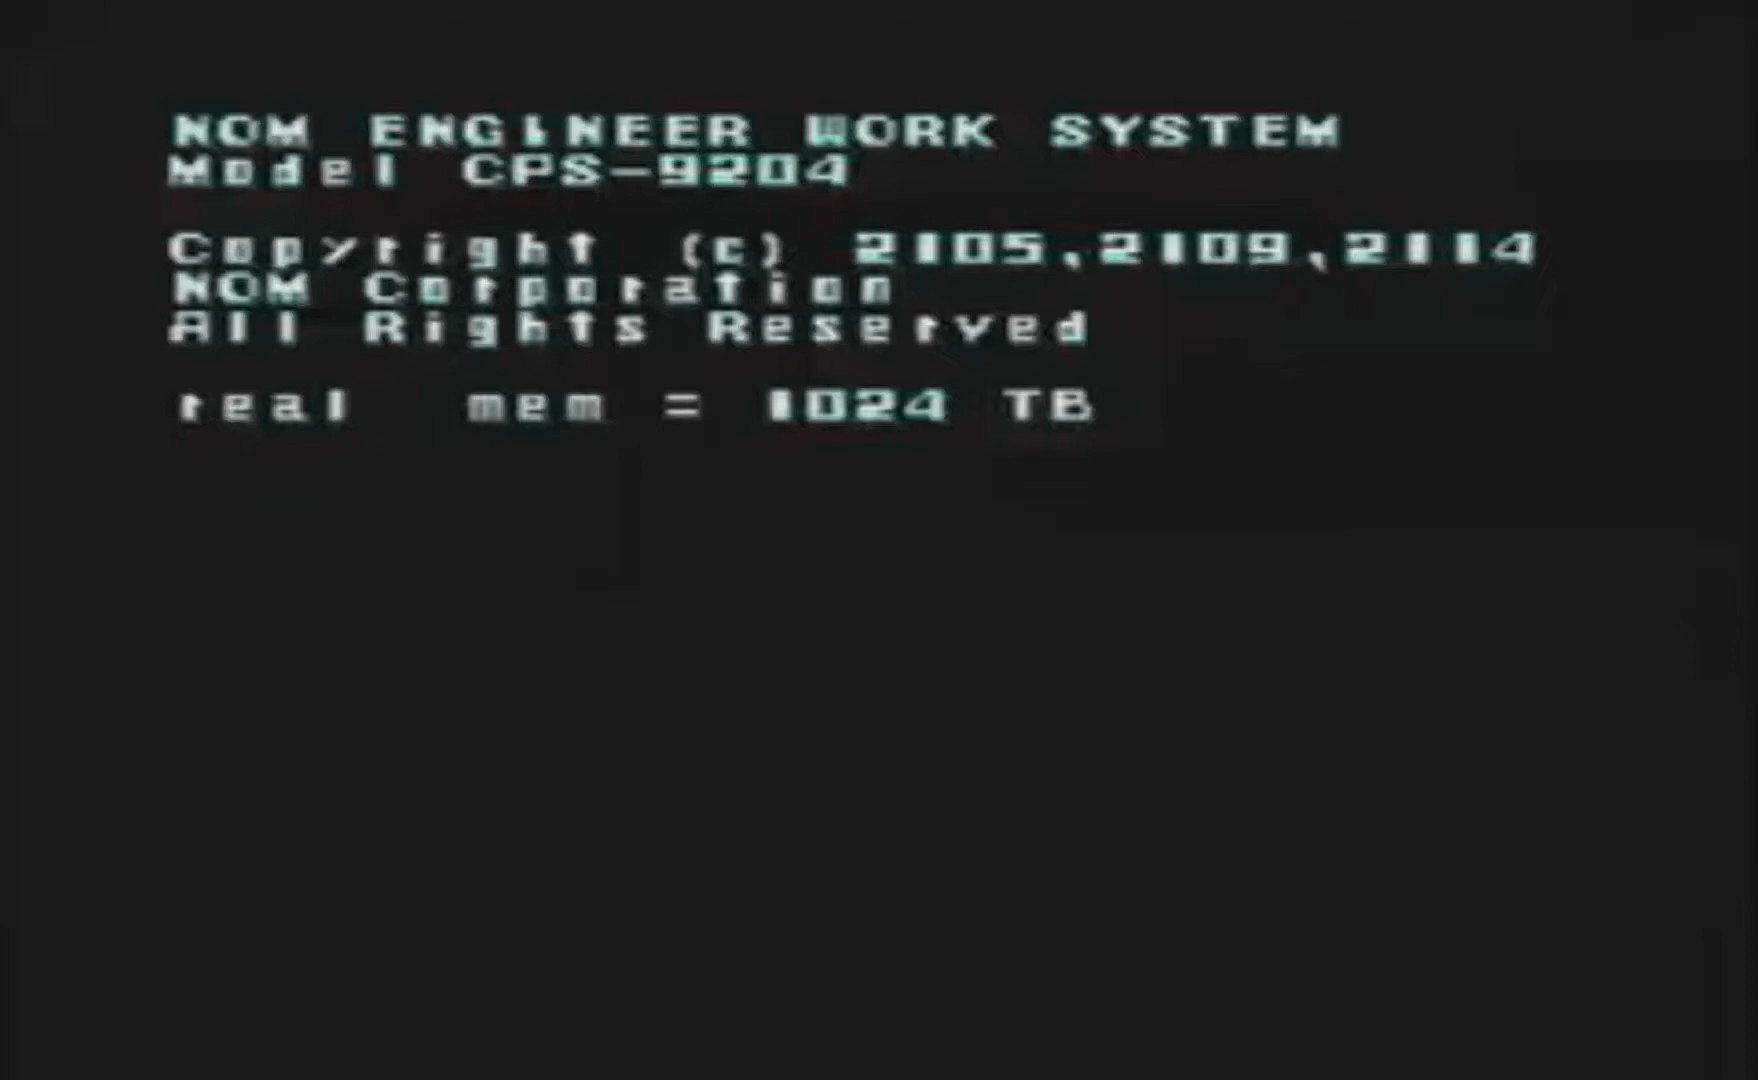 NOM ENGINEER WORK SYSTEM
Model CPS-9204
Copyright (c) 2105,2109,2114
NOM Corporation
All Rights Reserved
real mem = 1024 TB